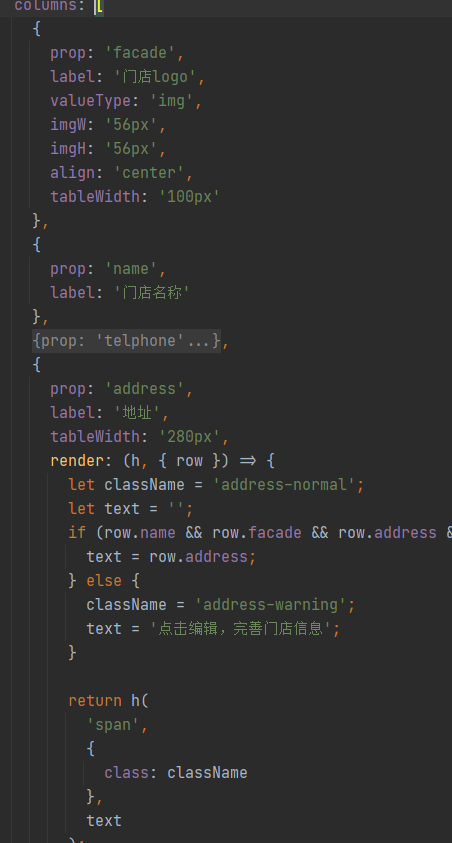 columns: [
{
prop: 'facade',
label: '门店logo',
valueType: 'img',
imgW: '56px',
imgH: '56px',
align: 'center',
tableWidth: '100px'
},
{
prop: 'name',
label: '门店名称'
},
{prop: 'telphone'...},
{
prop: 'address',
label: '地址',
tableWidth: '280px',
render: (h, { row }) => {
let className = 'address-normal';
let text = '';
if (row.name && row.facade && row.address &
text = row.address;
} else {
className = 'address-warning';
text = '点击编辑，完善门店信息';
}
return h(
'span',
{
class: className
},
text
);